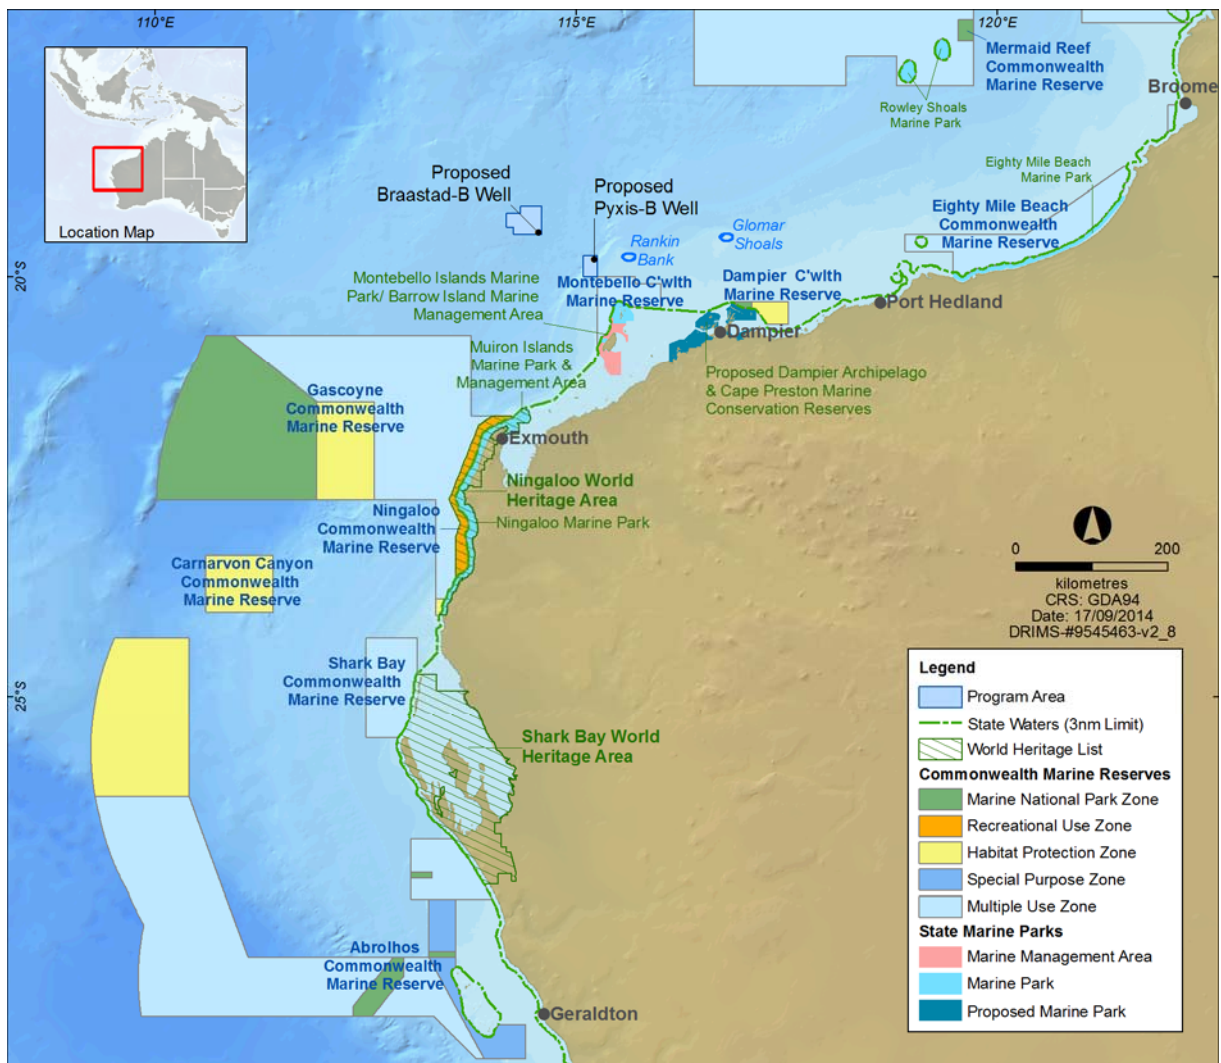 110°E
115°E
120°E
Location Map
Mermaid Reef
Commonwealth
Marine Reserve
Broome
Rowley Shoals
Marine Park
Eighty Mile Beach
Marine Park
Proposed
Braastad-B Well
Proposed
Pyxis-B Well
Eighty Mile Beach
Commonwealth
Marine Reserve
Glomar
Shoals
Rankin
Bank
20°S
Montebello Islands Marine
Park/ Barrow Island Marine
Management Area
Montebello C'wlth
Marine Reserve
Dampier C'wlth
Marine Reserve
Port Hedland
Dampier
Muiron Islands
Marine Park &
Management Area
Proposed Dampier Archipelago
& Cape Preston Marine
Conservation Reserves
Gascoyne
Commonwealth
Marine Reserve
Exmouth
Ningaloo World
Heritage Area
Ningaloo
Commonwealth
Marine Reserve
Ningaloo Marine Park
Carnarvon Canyon
Commonwealth
Marine Reserve
0 200
kilometres
CRS: GDA94
Date: 17/09/2014
DRIMS-#9545463-v2_8
Shark Bay
Commonwealth
Marine Reserve
25°S
Shark Bay World
Heritage Area
Abrolhos
Commonwealth
Marine Reserve
Geraldton
Legend
Program Area
State Waters (3nm Limit)
World Heritage List
Commonwealth Marine Reserves
Marine National Park Zone
Recreational Use Zone
Habitat Protection Zone
Special Purpose Zone
Multiple Use Zone
State Marine Parks
Marine Management Area
Marine Park
Proposed Marine Park